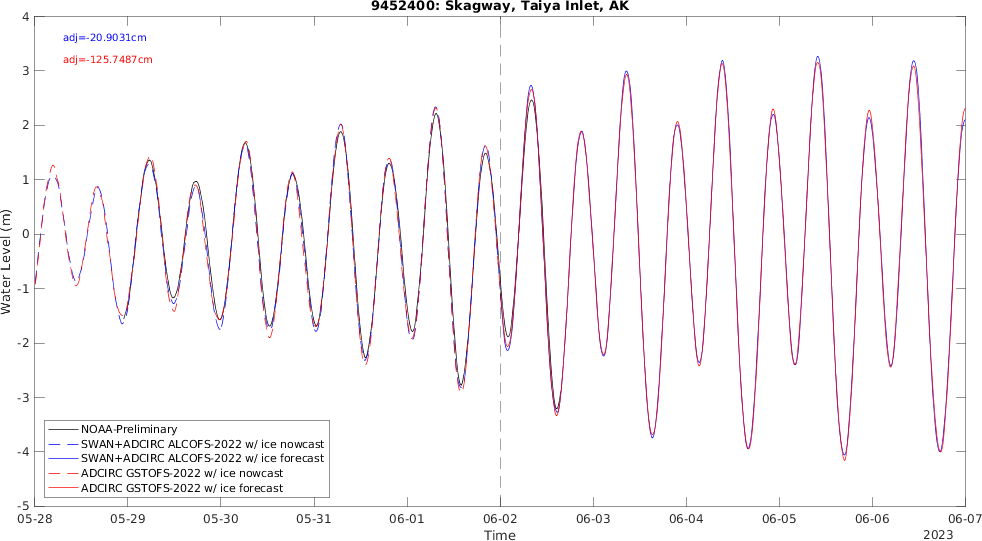 9452400: Skagway, Taiya Inlet, AK
adj=-20.9031cm
adj=-125.7487cm
4
3
2
1
0
-1
-2
-3
-4
-5
Water Level (m)
NOAA-Preliminary
SWAN+ADCIRC ALCOFS-2022 w/ ice nowcast
SWAN+ADCIRC ALCOFS-2022 w/ ice forecast
ADCIRC GSTOFS-2022 w/ ice nowcast
ADCIRC GSTOFS-2022 w/ ice forecast
05-28 05-29 05-30 05-31 06-01 06-02 06-03 06-04 06-05 06-06 06-07
Time
2023